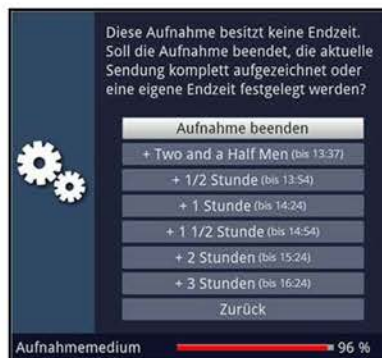 Diese Aufnahme besitzt keine Endzeit.
Soll die Aufnahme beendet, die aktuelle
Sendung komplett aufgezeichnet oder
eine eigene Endzeit festgelegt werden?
Aufnahme beenden
+ Two and a Half Men (bis 13:37)
+ 1/2 Stunde (bis 13:54)
+ 1 Stunde (bis 14:24)
+ 1 1/2 Stunde (bis 14:54)
+ 2 Stunden (bis 15:24)
+ 3 Stunden (bis 16:24)
Zurück
Aufnahmemedium 96 %